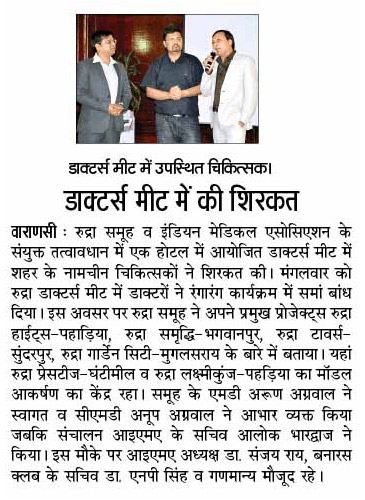 डाक्टर्स मीट में उपस्थित चिकित्सक।
डाक्टर्स मीट में की शिरकत
वाराणसी : रुद्रा समूह व इंडियन मेडिकल एसोसिएशन के
संयुक्त तत्वावधान में एक होटल में आयोजित डाक्टर्स मीट में
शहर के नामचीन चिकित्सकों ने शिरकत की। मंगलवार को
रुद्रा डाक्टर्स मीट में डाक्टरों ने रंगारंग कार्यक्रम में समां बांध
दिया। इस अवसर पर रुद्रा समूह ने अपने प्रमुख प्रोजेक्ट्स रुद्रा
हाईट्स-पहाड़िया, रुद्रा समृद्धि-भगवानपुर, रुद्रा टावर्स-
सुंदरपुर, रुद्रा गार्डेन सिटी-मुगलसराय के बारे में बताया। यहां
रुद्रा प्रेसटीज-घंटीमील व रुद्रा लक्ष्मीकुंज-पहड़िया का मॉडल
आकर्षण का केंद्र रहा। समूह के एमडी अरूण अग्रवाल ने
स्वागत व सीएमडी अनूप अग्रवाल ने आभार व्यक्त किया
जबकि संचालन आइएमए के सचिव आलोक भारद्वाज ने
किया। इस मौके पर आइएमए अध्यक्ष डा. संजय राय, बनारस
क्लब के सचिव डा. एनपी सिंह व गणमान्य मौजूद रहे।